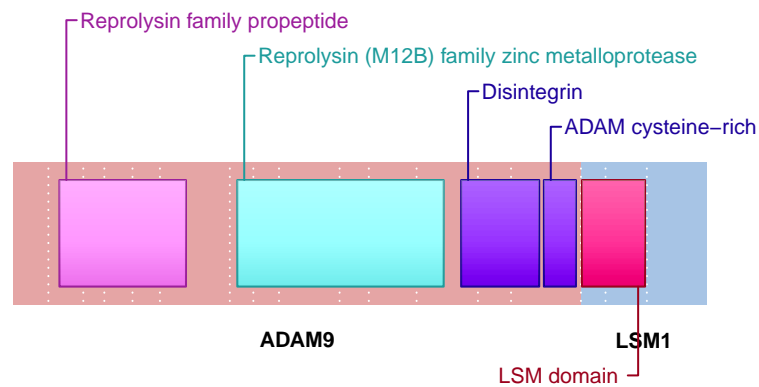 Reprolysin family propeptide
Reprolysin (M12B) family zinc metalloprotease
Disintegrin
ADAM cysteine−rich
ADAM9
LSM1
LSM domain